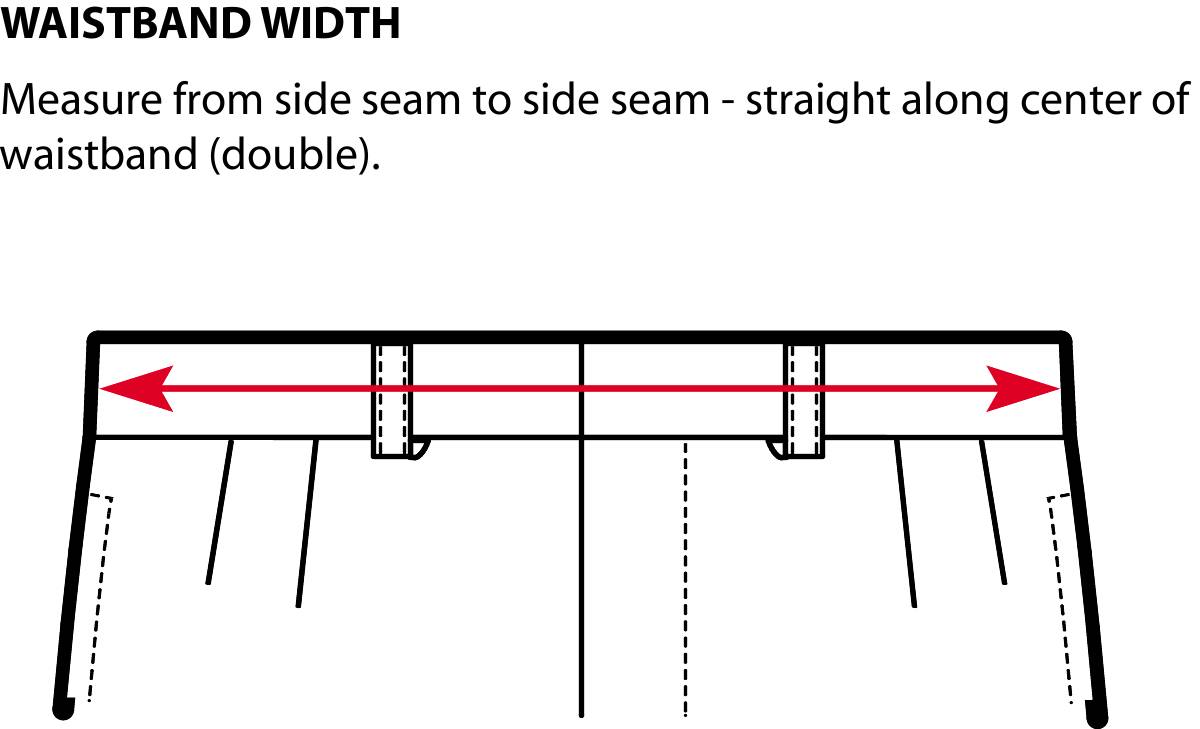 WAISTBAND WIDTH
Measure from side seam to side seam - straight along center of
waistband (double).